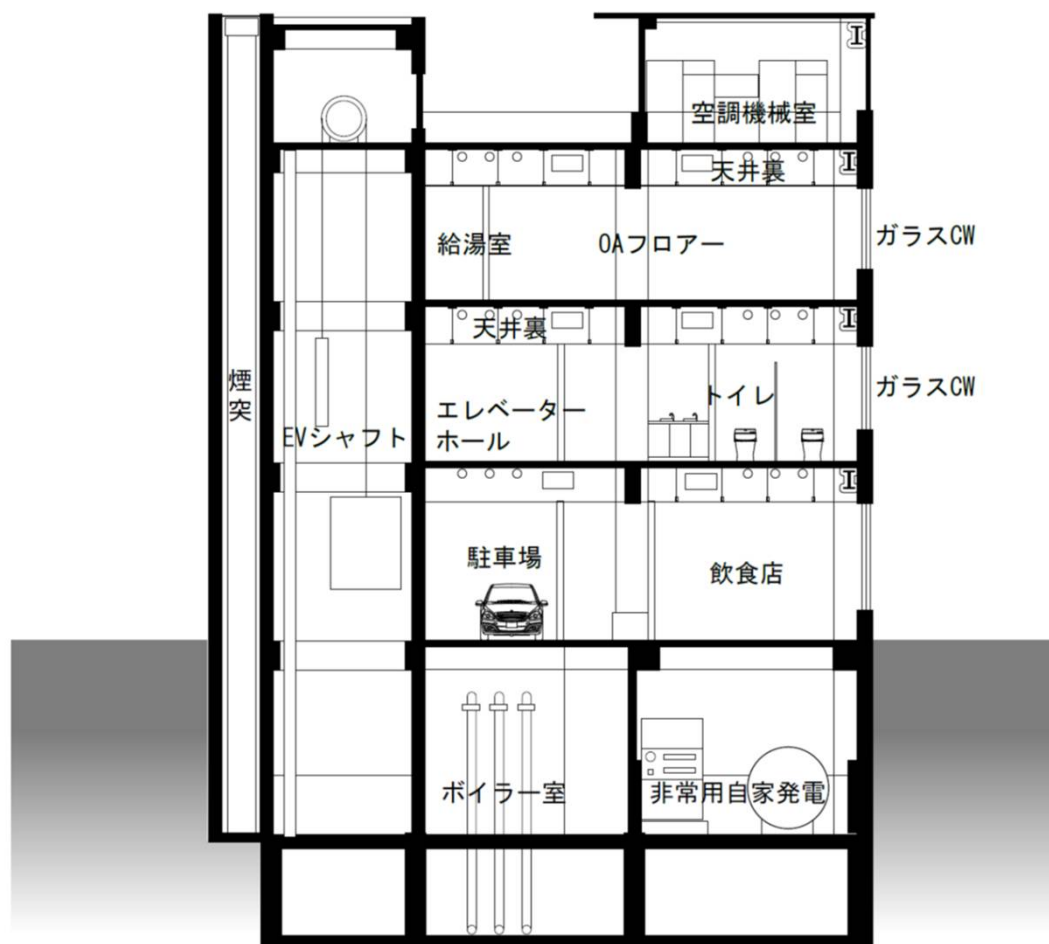 空調機械室
天井裏
給湯室
OAフロアー
ガラスCW
天井裏
煙突
EVシャフト
エレベーター
ホール
トイレ
ガラスCW
駐車場
飲食店
ボイラー室
非常用自家発電